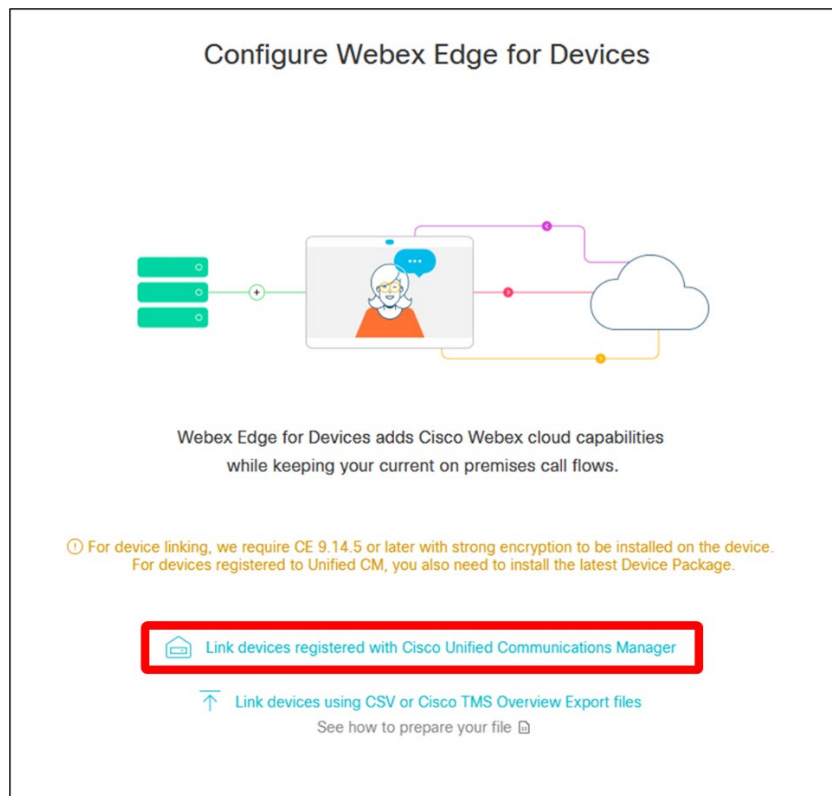 Configure Webex Edge for Devices
Webex Edge for Devices adds Cisco Webex cloud capabilities
while keeping your current on premises call flows.
For device linking, we require CE 9.14.5 or later with strong encryption to be installed on the device.
For devices registered to Unified CM, you also need to install the latest Device Package.
Link devices registered with Cisco Unified Communications Manager
Link devices using CSV or Cisco TMS Overview Export files
See how to prepare your file